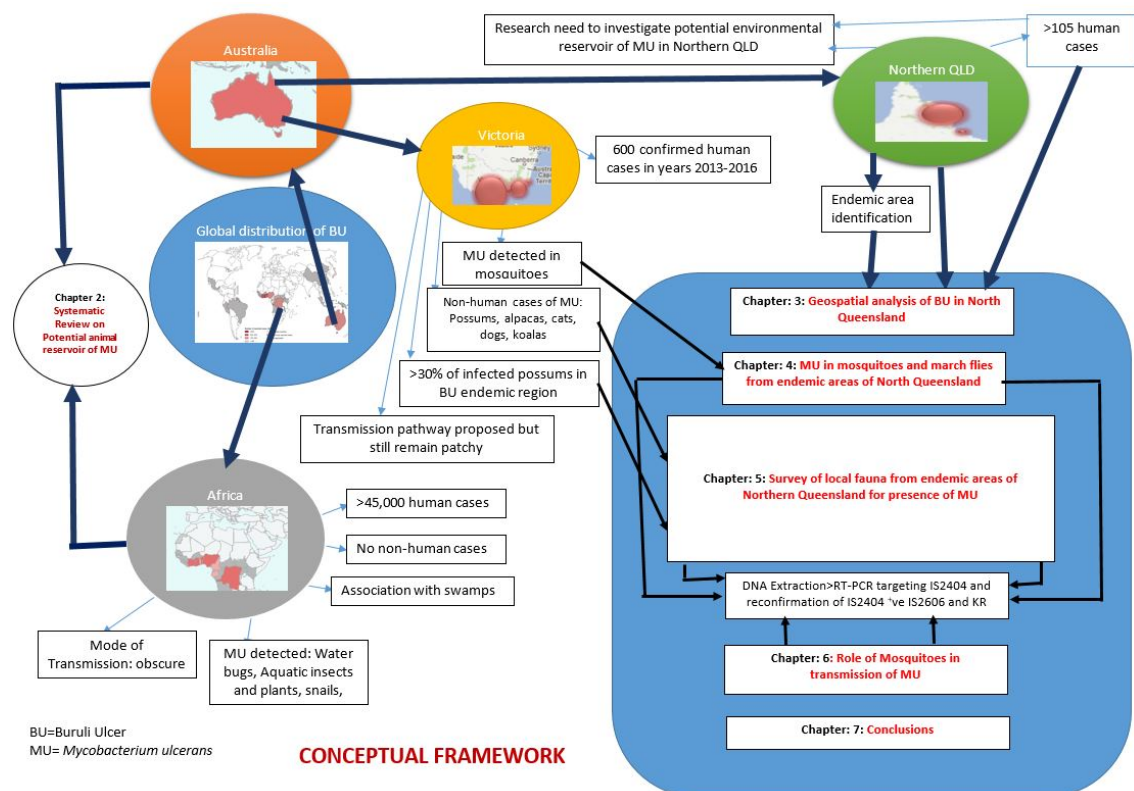 Research need to investigate potential environmental
reservoir of MU in Northern QLD
>105 human
cases
Australia
Northern QLD
Victoria
Canberra
600 confirmed human
cases in years 2013-2016
Endemic area
identification
Global distribution of BU
MU detected in
mosquitoes
Non-human cases of MU:
Possums, alpacas, cats,
dogs, koalas
>30% of infected possums in
BU endemic region
Transmission pathway proposed but
still remain patchy
Chapter 2:
Systematic
Review on
Potential animal
reservoir of MU
Africa
>45,000 human cases
No non-human cases
Association with swamps
Mode of
Transmission: obscure
MU detected: Water
bugs, Aquatic insects
and plants, snails,
Chapter: 3: Geospatial analysis of BU in North
Queensland
Chapter: 4: MU in mosquitoes and march flies
from endemic areas of North Queensland
Chapter: 5: Survey of local fauna from endemic areas of
Northern Queensland for presence of MU
DNA Extraction>RT-PCR targeting IS2404 and
reconfirmation of IS2404 +ve IS2606 and KR
Chapter: 6: Role of Mosquitoes in
transmission of MU
Chapter: 7: Conclusions
BU=Buruli Ulcer
MU= Mycobacterium ulcerans
CONCEPTUAL FRAMEWORK